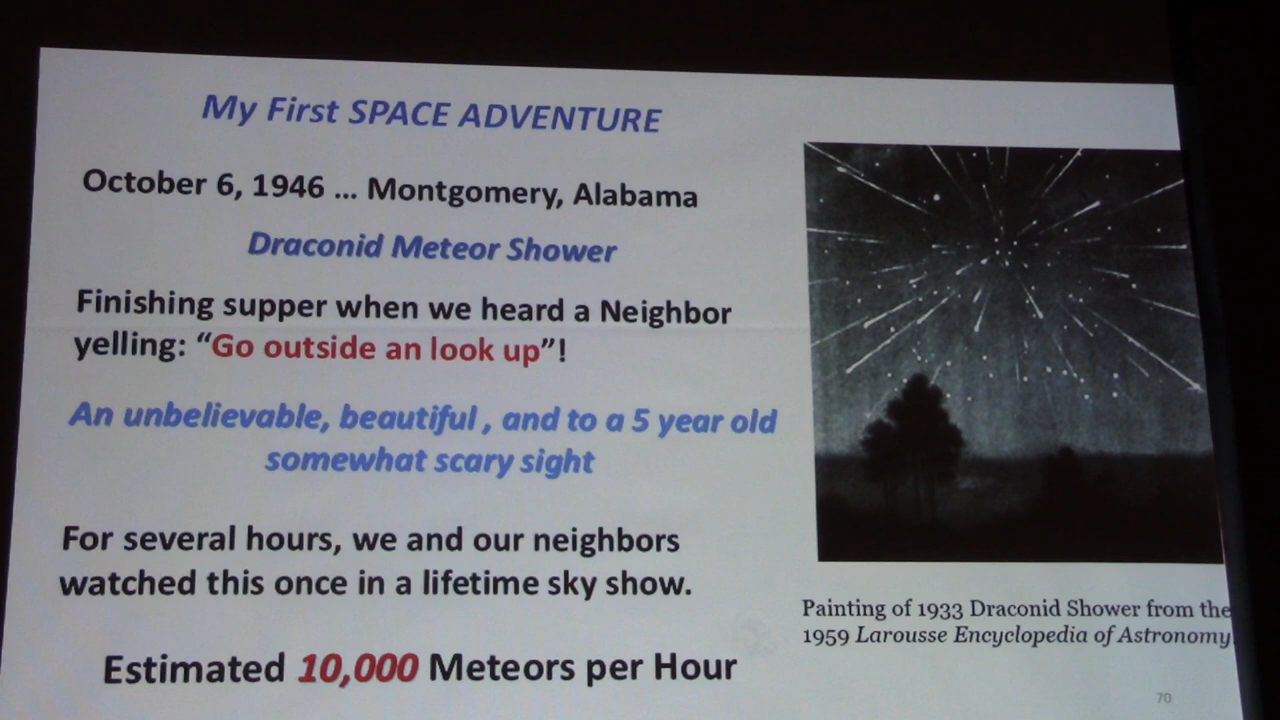 My First SPACE ADVENTURE
October 6, 1946 ... Montgomery, Alabama
Draconid Meteor Shower
Finishing supper when we heard a Neighbor
yelling: “Go outside an look up”!
An unbelievable, beautiful , and to a 5 year old
somewhat scary sight
For several hours, we and our neighbors
watched this once in a lifetime sky show.
Estimated 10,000 Meteors per Hour
Painting of 1933 Draconid Shower from the
1959 Larousse Encyclopedia of Astronomy.
70